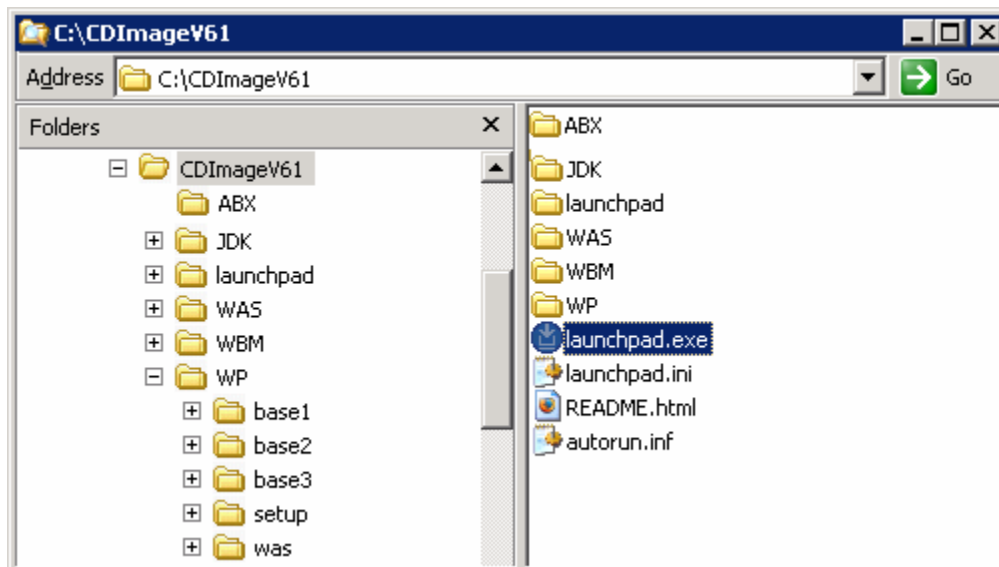 C:\CDImageV61
Address C:\CDImageV61 Go
Folders
CDImageV61
ABX
JDK
launchpad
WAS
WBM
WP
base1
base2
base3
setup
was
ABX
JDK
launchpad
WAS
WBM
WP
launchpad.exe
launchpad.ini
README.html
autorun.inf